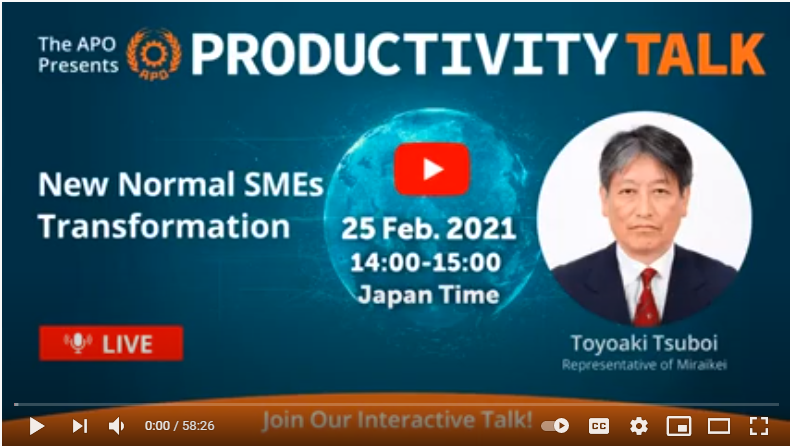 The APO
Presents
APO
PRODUCTIVITY TALK
New Normal SMEs
Transformation
25 Feb. 2021
14:00-15:00
Japan Time
LIVE
Toyoaki Tsuboi
Representative of Miraikei
Join Our Interactive Talk!
0:00 / 58:26
CC